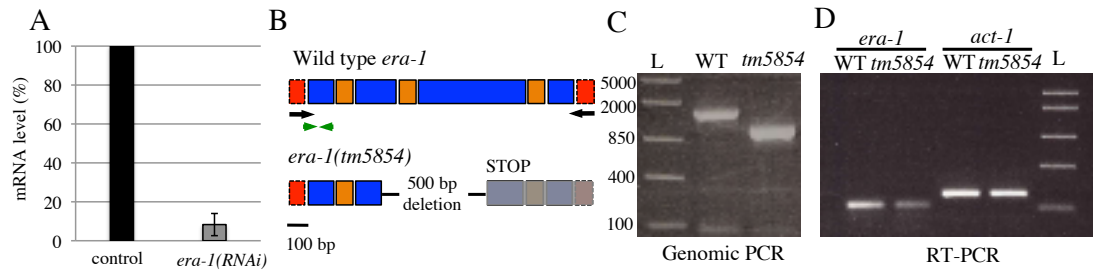 A
mRNA level (%)
100
80
60
40
20
0
control
era-1(RNAi)
B
Wild type era-1
era-1(tm5854)
500 bp
deletion
STOP
100 bp
C
L
WT
tm5854
5000
2000
850
400
100
Genomic PCR
D
era-1
act-1
WT tm5854
WT tm5854
L
RT-PCR